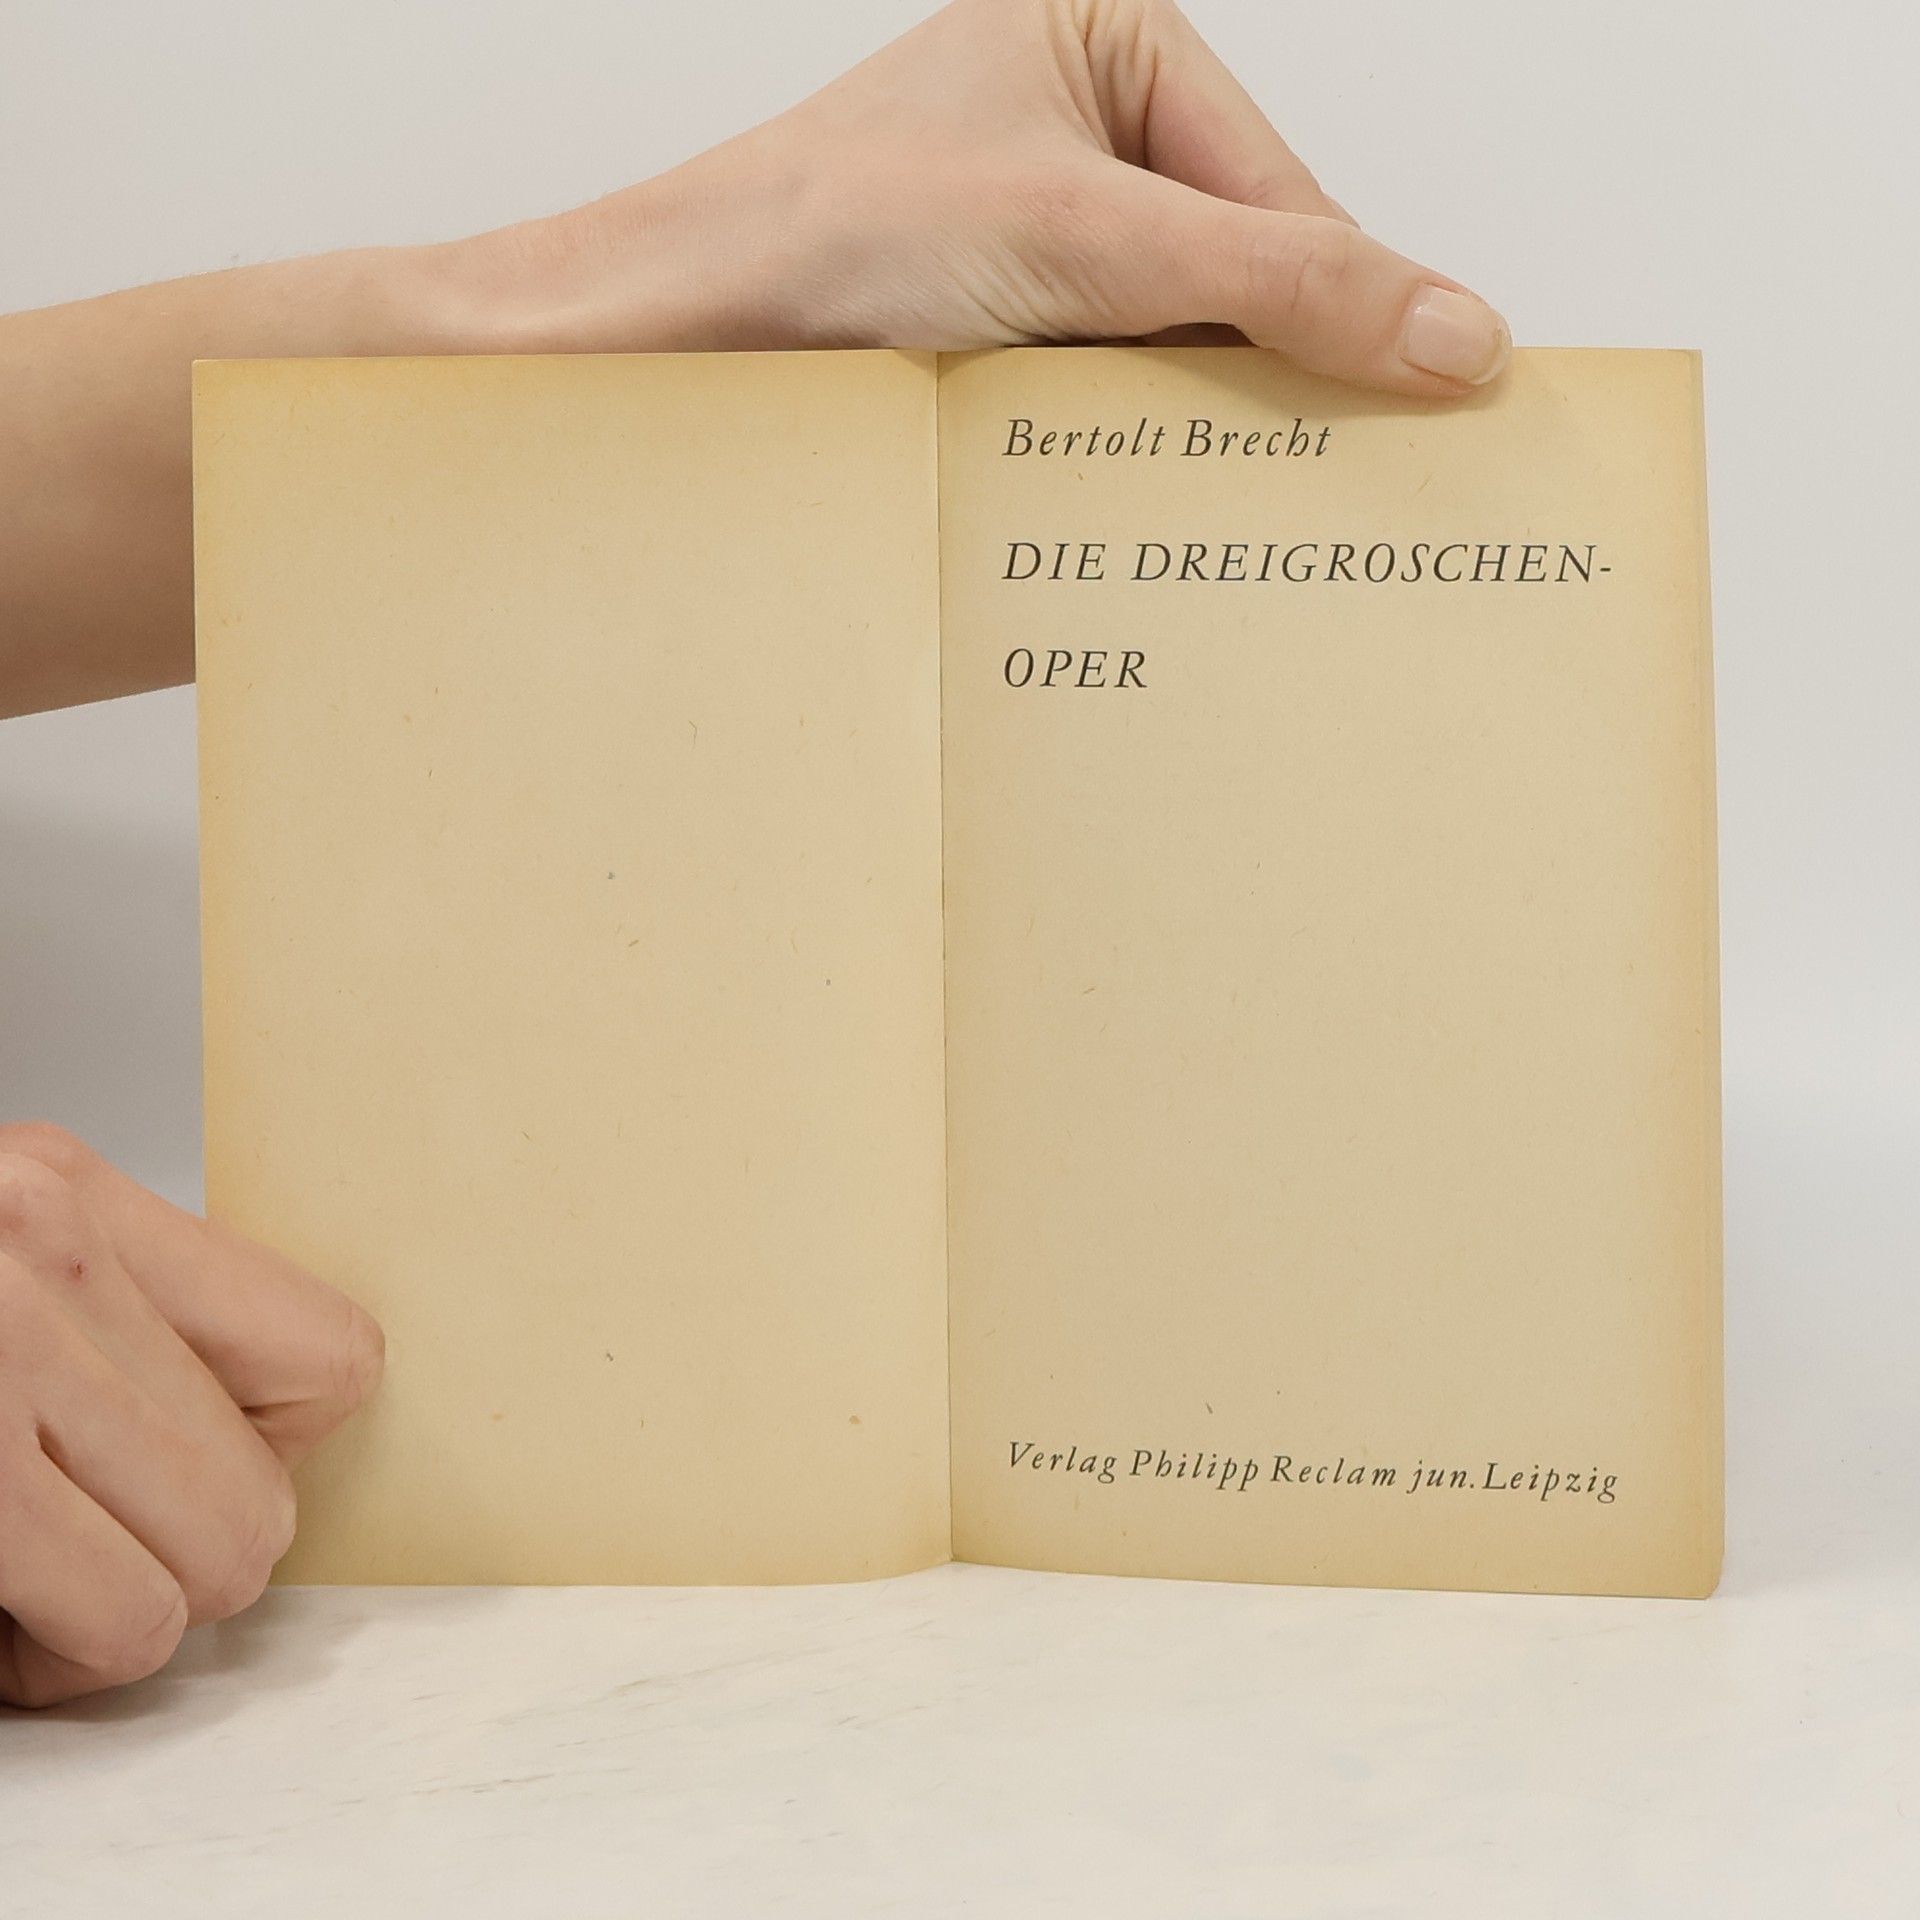 Bertolt Brecht
DIE DREIGROSCHEN-
OPER
Verlag Philipp Reclam jun. Leipzig